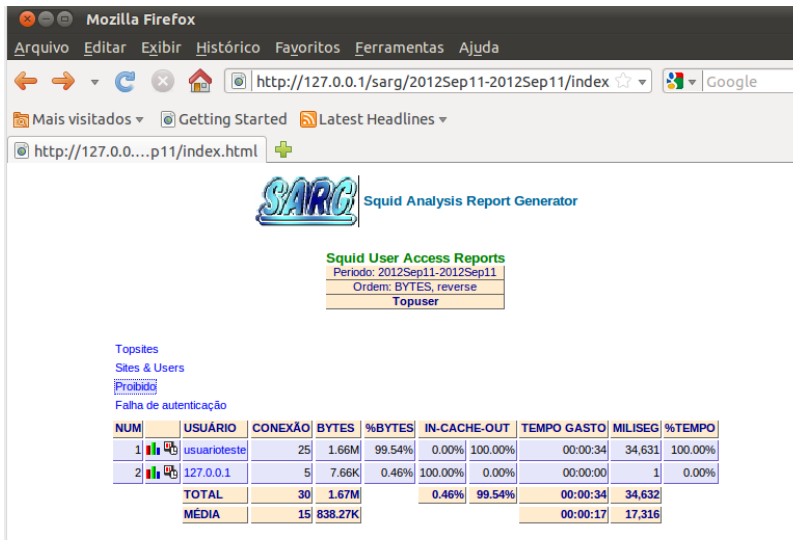 Mozilla Firefox
Arquivo Editar Exibir Histórico Favoritos Ferramentas Ajuda
http://127.0.0.1/sarg/2012Sep11-2012Sep11/index Google
Mais visitados Getting Started Latest Headlines
http://127.0.0....p11/index.html
SARG Squid Analysis Report Generator
Squid User Access Reports
Periodo: 2012Sep11-2012Sep11
Ordem: BYTES, reverse
Topuser
Topsites
Sites & Users
Proibido
Falha de autenticação
NUM USUÁRIO CONEXÃO BYTES %BYTES IN-CACHE-OUT TEMPO GASTO MILISEG %TEMPO
1 usuarioteste 25 1.66M 99.54% 0.00% 100.00% 00:00:34 34,631 100.00%
2 127.0.0.1 5 7.66K 0.46% 100.00% 0.00% 00:00:00 1 0.00%
TOTAL 30 1.67M 0.46% 99.54% 00:00:34 34,632
MÉDIA 15 838.27K 00:00:17 17,316